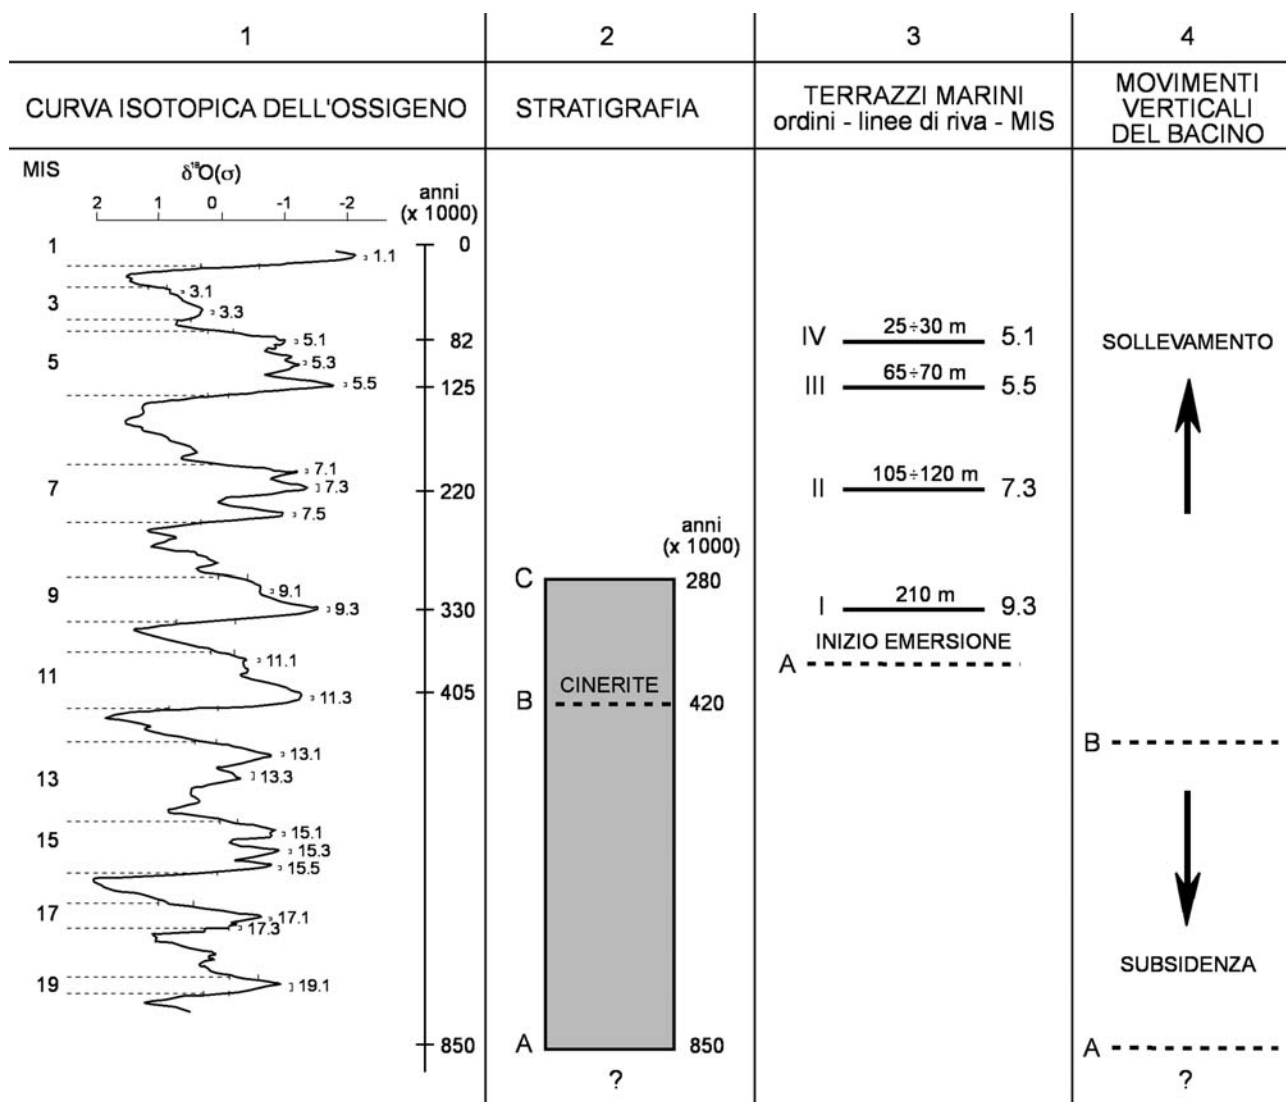 1
2
3
4
CURVA ISOTOPICA DELL'OSSIGENO
STRATIGRAFIA
TERRAZZI MARINI
ordini - linee di riva - MIS
MOVIMENTI
VERTICALI
DEL BACINO
MIS
δ¹⁸O(σ)
anni
(x 1000)
2 1 0 -1 -2
1
3
5
7
9
11
13
15
17
19
1.1
3.1
3.3
5.1
5.3
5.5
7.1
7.3
7.5
9.1
9.3
11.1
11.3
13.1
13.3
15.1
15.3
15.5
17.1
17.3
19.1
0
82
125
220
330
405
850
anni
(x 1000)
C 280
CINERITE
B 420
A 850
?
IV 25÷30 m 5.1
III 65÷70 m 5.5
II 105÷120 m 7.3
I 210 m 9.3
INIZIO EMERSIONE
A
SOLLEVAMENTO
B
SUBSIDENZA
A
?